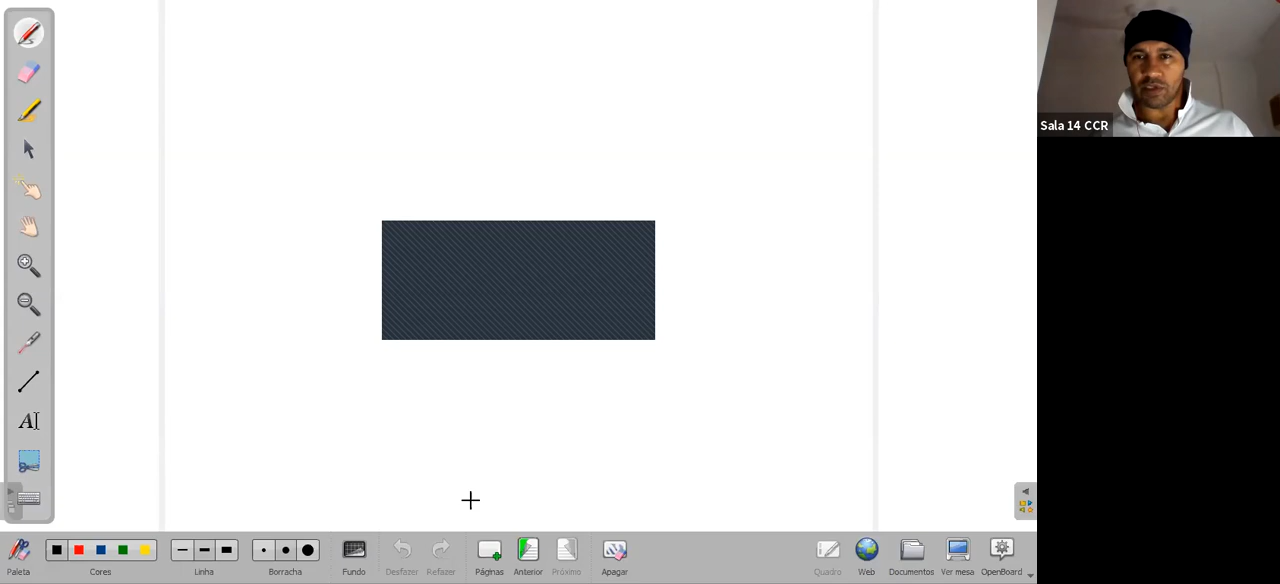 Sala 14 CCR
A
Paleta
Cores
Linha
Borracha
Fundo
Desfazer
Refazer
Páginas
Anterior
Próximo
Apagar
Quadro
Web
Documentos
Ver mesa
OpenBoard